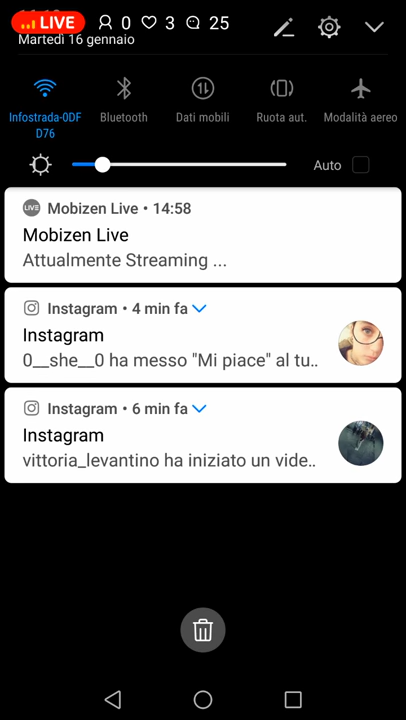 LIVE 0 3 25
Martedì 16 gennaio
Infostrada-0DF
D76
Bluetooth
Dati mobili
Ruota aut.
Modalità aereo
Auto
LIVE Mobizen Live • 14:58
Mobizen Live
Attualmente Streaming ...
Instagram • 4 min fa
Instagram
0__she__0 ha messo "Mi piace" al tu..
Instagram • 6 min fa
Instagram
vittoria_levantino ha iniziato un vide..